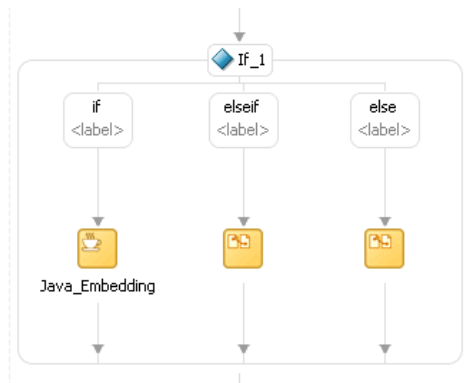 If_1
if
elseif
else
<label>
<label>
<label>
Java_Embedding